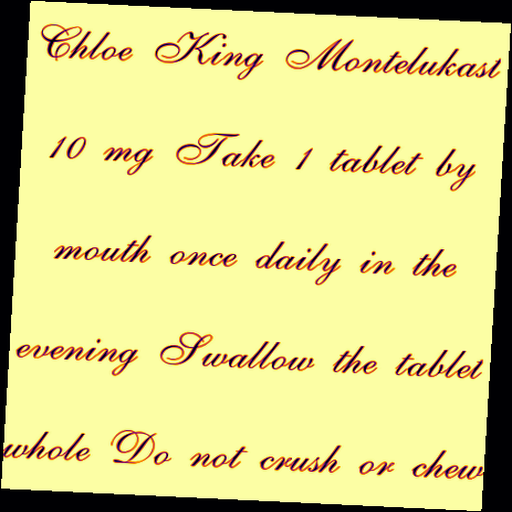 Chloe King Montelukast
10 mg Take 1 tablet by
mouth once daily in the
evening Swallow the tablet
whole Do not crush or chew